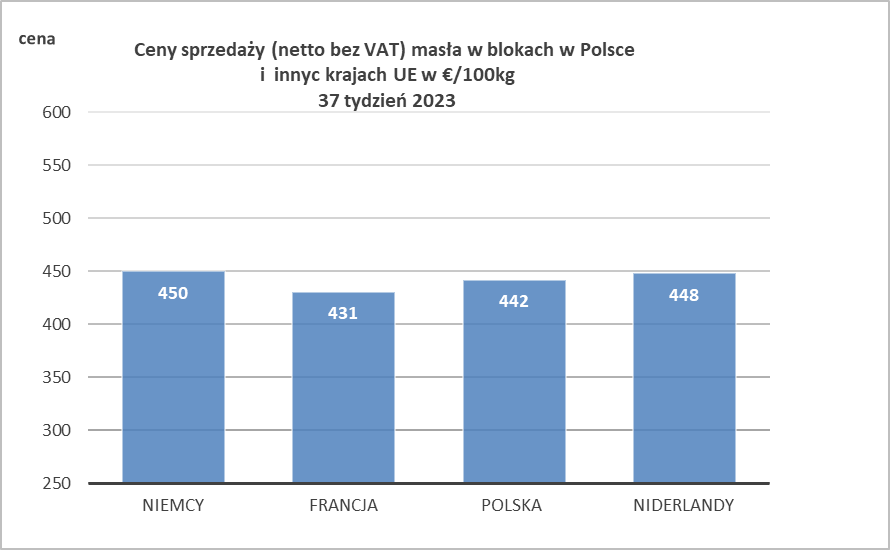 cena
Ceny sprzedaży (netto bez VAT) masła w blokach w Polsce
i  innyc krajach UE w €/100kg
37 tydzień 2023
600
550
500
450
400
350
300
250
450
431
442
448
NIEMCY
FRANCJA
POLSKA
NIDERLANDY